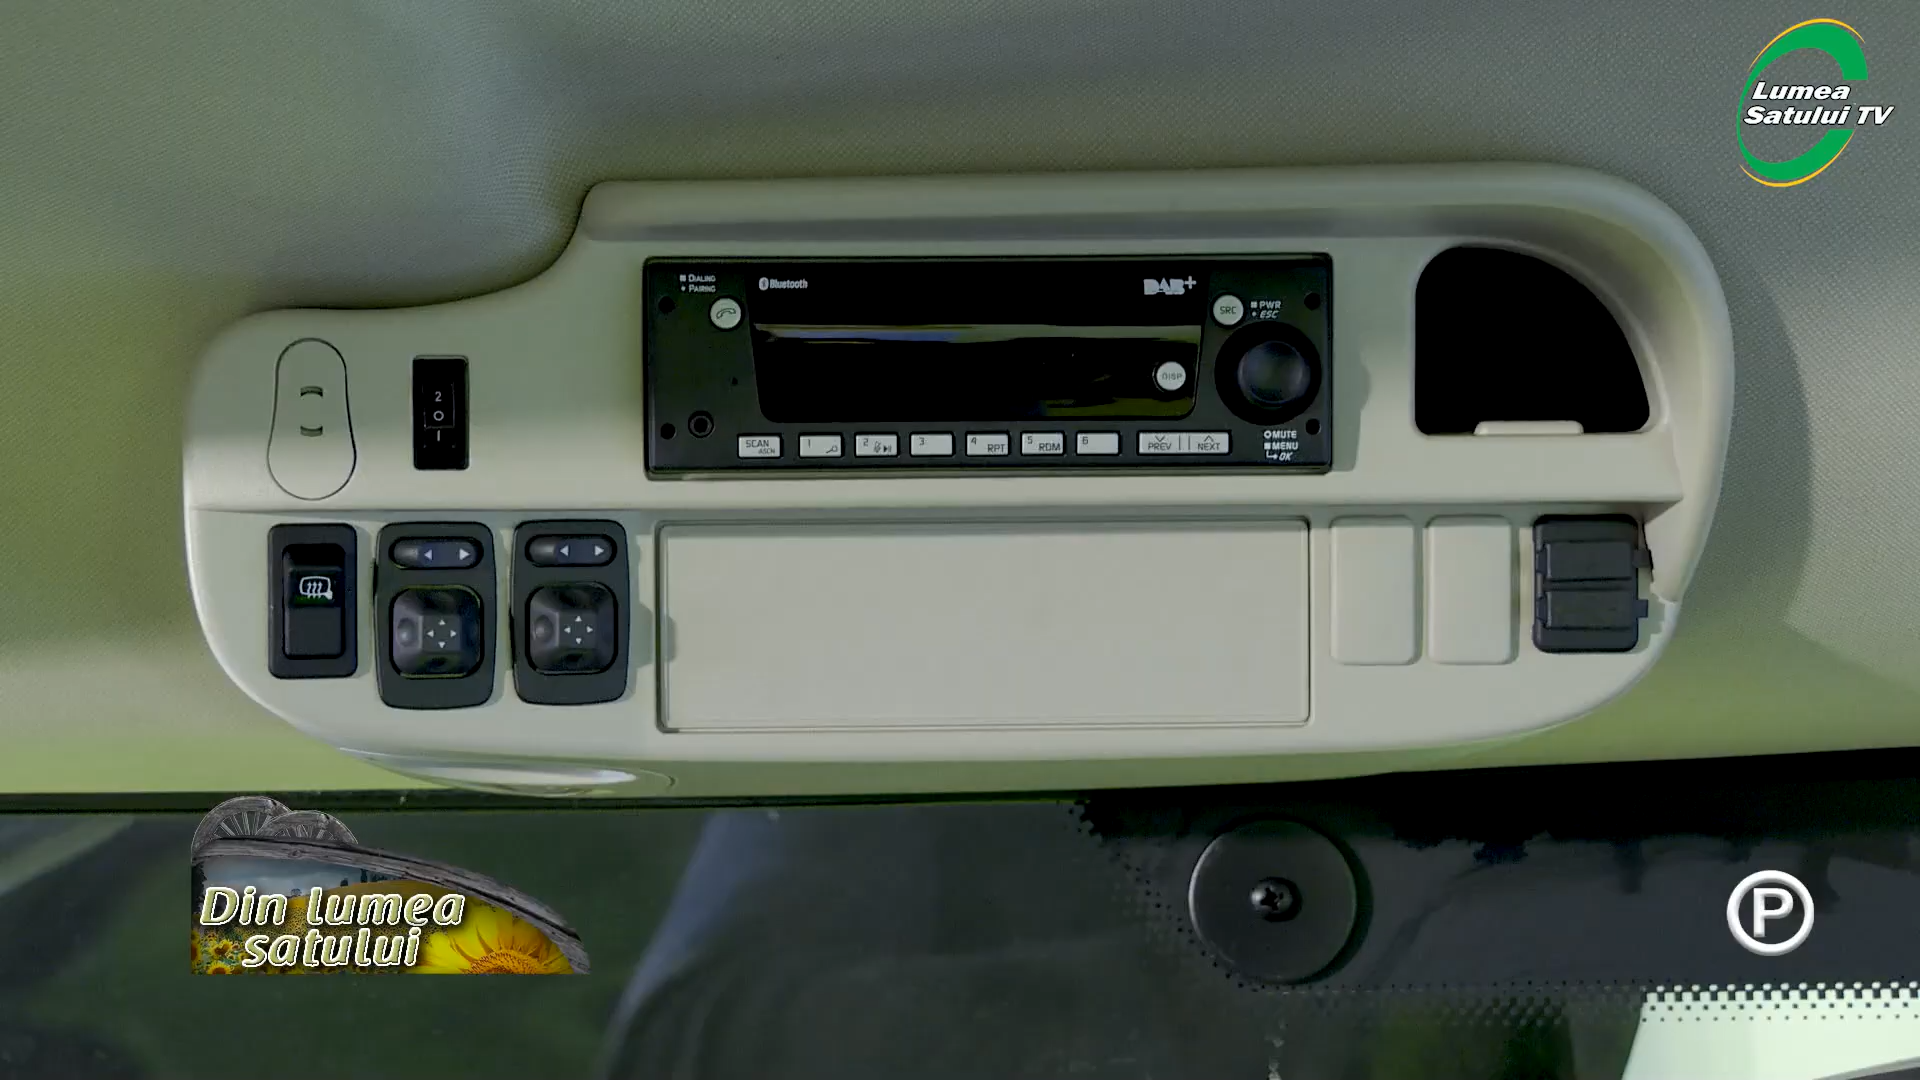 Lumea
Satului TV
DIALING
PAIRING
Bluetooth
DAB+
SRC
PWR
ESC
DISP
2
O
I
SCAN
ASCN
1
2
3
4 RPT
5 RDM
6
PREV
NEXT
MUTE
MENU
OK
Din lumea
satului
P